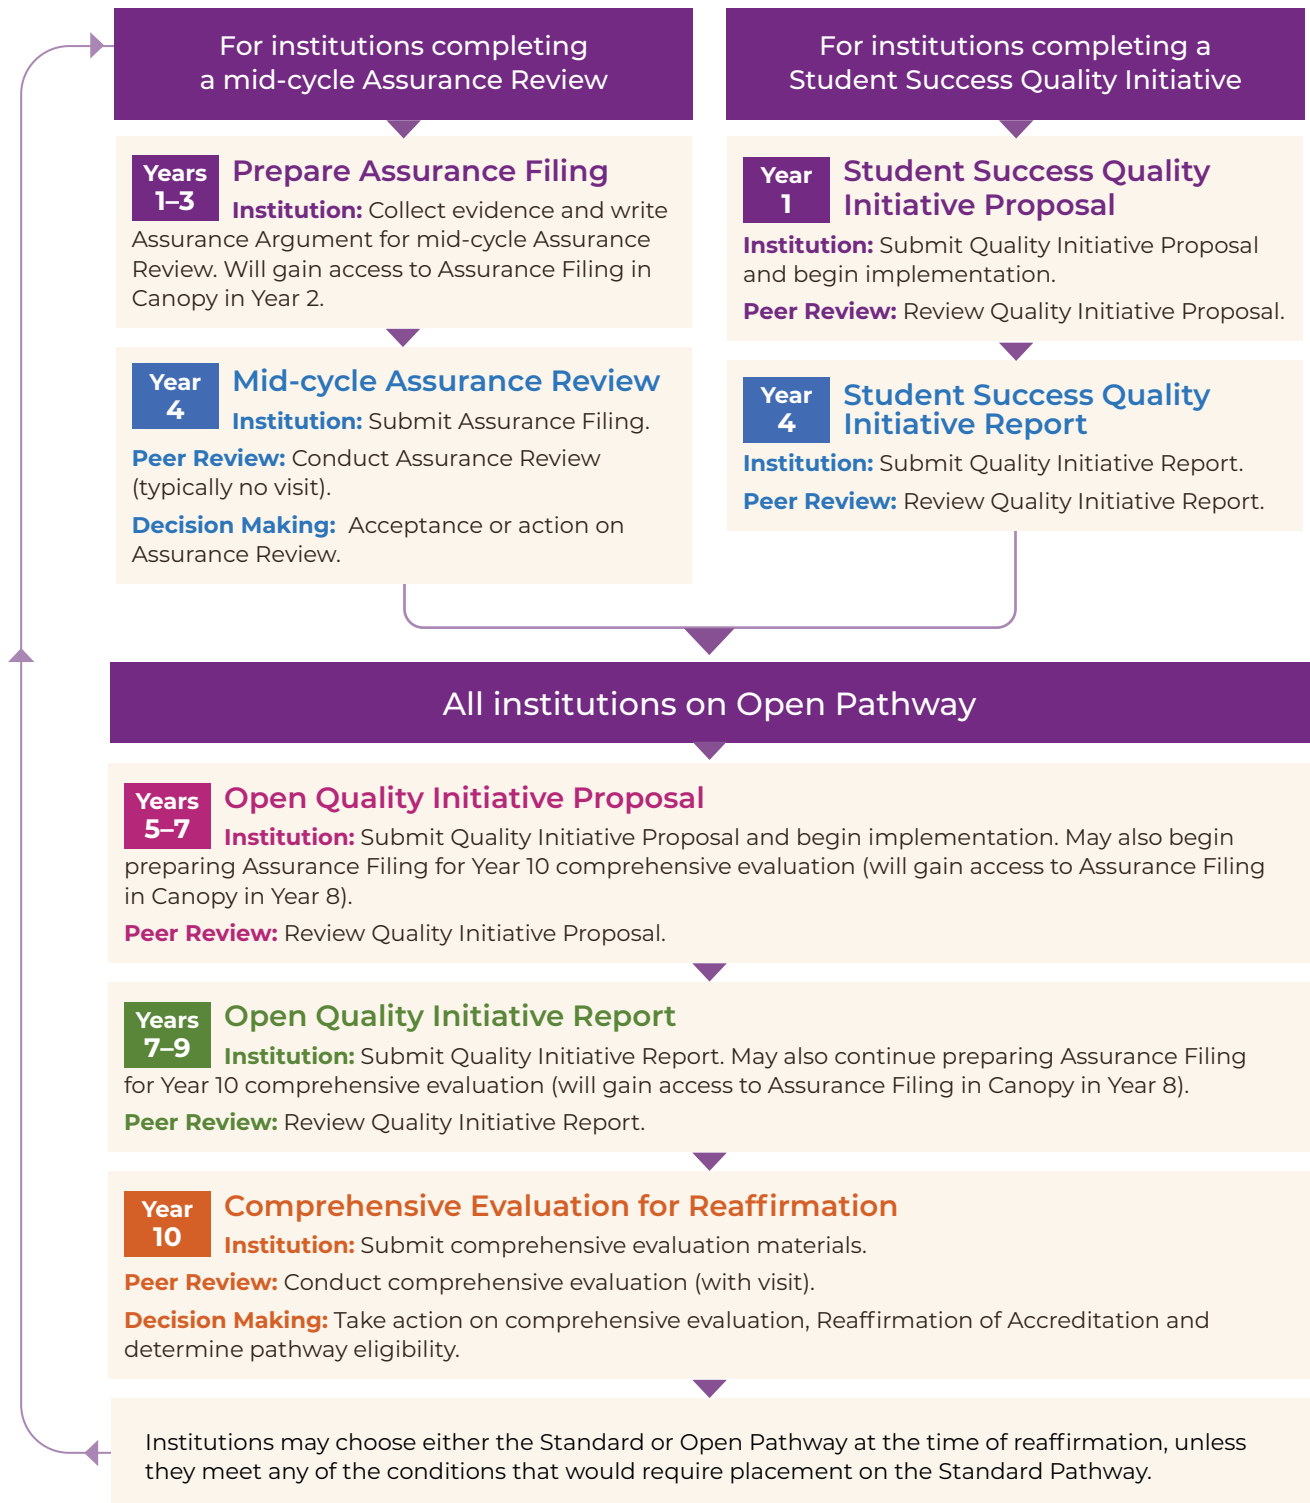 For institutions completing
a mid-cycle Assurance Review
Years
1–3
Prepare Assurance Filing
Institution: Collect evidence and write
Assurance Argument for mid-cycle Assurance
Review. Will gain access to Assurance Filing in
Canopy in Year 2.
Year
4
Mid-cycle Assurance Review
Institution: Submit Assurance Filing.
Peer Review: Conduct Assurance Review
(typically no visit).
Decision Making: Acceptance or action on
Assurance Review.
For institutions completing a
Student Success Quality Initiative
Year
1
Student Success Quality
Initiative Proposal
Institution: Submit Quality Initiative Proposal
and begin implementation.
Peer Review: Review Quality Initiative Proposal.
Year
4
Student Success Quality
Initiative Report
Institution: Submit Quality Initiative Report.
Peer Review: Review Quality Initiative Report.
All institutions on Open Pathway
Years
5–7
Open Quality Initiative Proposal
Institution: Submit Quality Initiative Proposal and begin implementation. May also begin
preparing Assurance Filing for Year 10 comprehensive evaluation (will gain access to Assurance Filing
in Canopy in Year 8).
Peer Review: Review Quality Initiative Proposal.
Years
7–9
Open Quality Initiative Report
Institution: Submit Quality Initiative Report. May also continue preparing Assurance Filing
for Year 10 comprehensive evaluation (will gain access to Assurance Filing in Canopy in Year 8).
Peer Review: Review Quality Initiative Report.
Year
10
Comprehensive Evaluation for Reaffirmation
Institution: Submit comprehensive evaluation materials.
Peer Review: Conduct comprehensive evaluation (with visit).
Decision Making: Take action on comprehensive evaluation, Reaffirmation of Accreditation and
determine pathway eligibility.
Institutions may choose either the Standard or Open Pathway at the time of reaffirmation, unless
they meet any of the conditions that would require placement on the Standard Pathway.